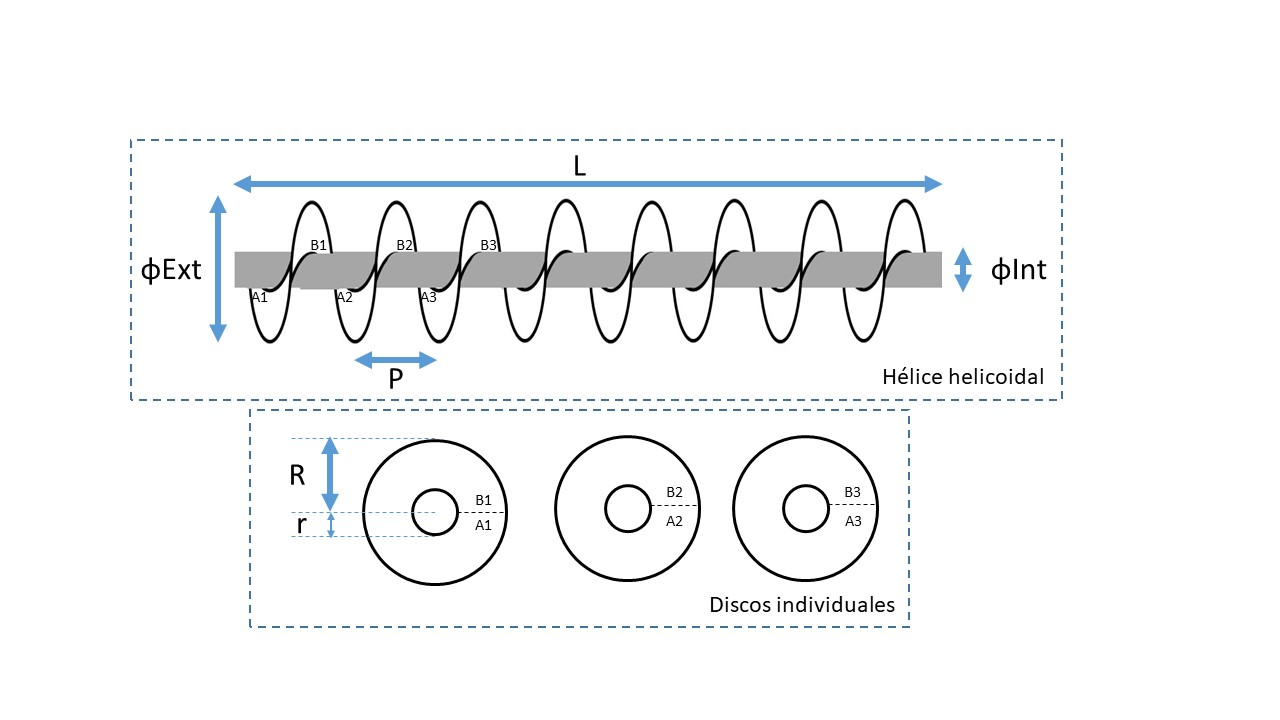 L
ϕExt
B1
B2
B3
ϕInt
A1
A2
A3
P
Hélice helicoidal
R
r
B1
A1
B2
A2
B3
A3
Discos individuales